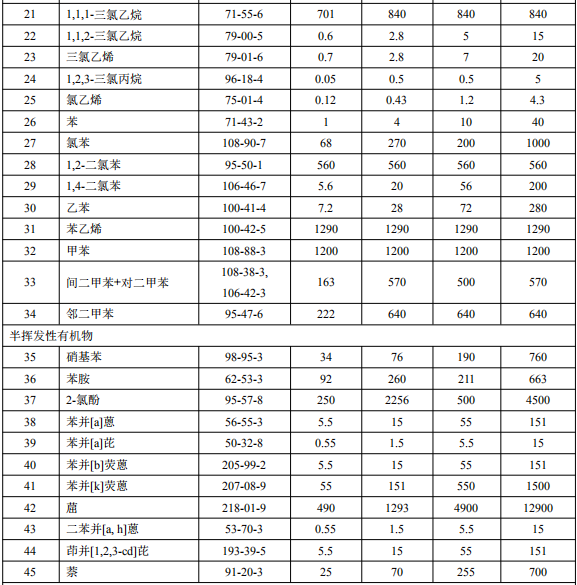 21 1,1,1-三氯乙烷 71-55-6 701 840 840 840
22 1,1,2-三氯乙烷 79-00-5 0.6 2.8 5 15
23 三氯乙烯 79-01-6 0.7 2.8 7 20
24 1,2,3-三氯丙烷 96-18-4 0.05 0.5 0.5 5
25 氯乙烯 75-01-4 0.12 0.43 1.2 4.3
26 苯 71-43-2 1 4 10 40
27 氯苯 108-90-7 68 270 200 1000
28 1,2-二氯苯 95-50-1 560 560 560 560
29 1,4-二氯苯 106-46-7 5.6 20 56 200
30 乙苯 100-41-4 7.2 28 72 280
31 苯乙烯 100-42-5 1290 1290 1290 1290
32 甲苯 108-88-3 1200 1200 1200 1200
33 间二甲苯+对二甲苯 108-38-3, 163 570 500 570
106-42-3
34 邻二甲苯 95-47-6 222 640 640 640
半挥发性有机物
35 硝基苯 98-95-3 34 76 190 760
36 苯胺 62-53-3 92 260 211 663
37 2-氯酚 95-57-8 250 2256 500 4500
38 苯并[a]蒽 56-55-3 5.5 15 55 151
39 苯并[a]芘 50-32-8 0.55 1.5 5.5 15
40 苯并[b]荧蒽 205-99-2 5.5 15 55 151
41 苯并[k]荧蒽 207-08-9 55 151 550 1500
42 䓛 218-01-9 490 1293 4900 12900
43 二苯并[a, h]蒽 53-70-3 0.55 1.5 5.5 15
44 茚并[1,2,3-cd]芘 193-39-5 5.5 15 55 151
45 萘 91-20-3 25 70 255 700